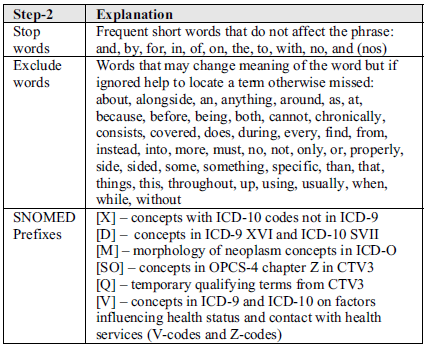 Step-2 Explanation
Stop Frequent short words that do not affect the phrase:
words and, by, for, in, of, on, the, to, with, no, and (nos)
Exclude Words that may change meaning of the word but if
words ignored help to locate a term otherwise missed:
about, alongside, an, anything, around, as, at,
because, before, being, both, cannot, chronically,
consists, covered, does, during, every, find, from,
instead, into, more, must, no, not, only, or, properly,
side, sided, some, something, specific, than, that,
things, this, throughout, up, using, usually, when,
while, without
SNOMED [X] – concepts with ICD-10 codes not in ICD-9
Prefixes [D] – concepts in ICD-9 XVI and ICD-10 SVII
[M] – morphology of neoplasm concepts in ICD-O
[SO] – concepts in OPCS-4 chapter Z in CTV3
[Q] – temporary qualifying terms from CTV3
[V] – concepts in ICD-9 and ICD-10 on factors
influencing health status and contact with health
services (V-codes and Z-codes)